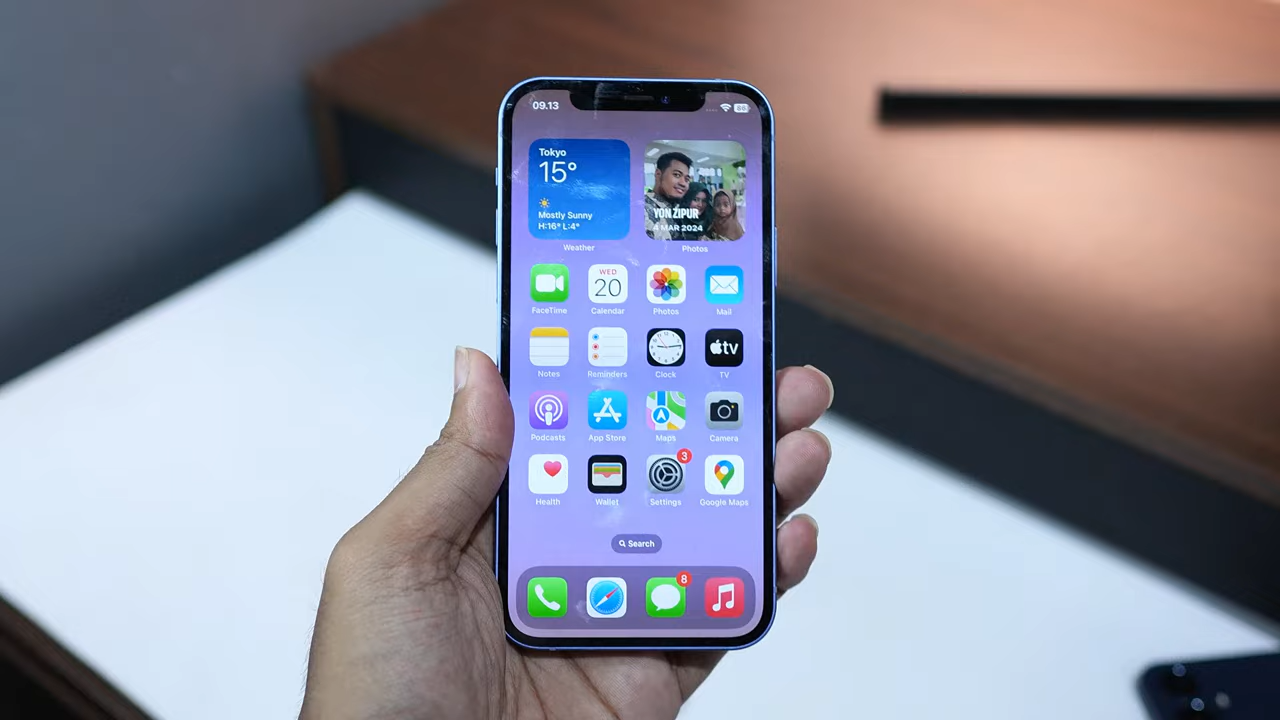 09.13
86
Tokyo
15°
Mostly Sunny
H:16° L:4°
Weather
YON ZIPUR
4 MAR 2024
Photos
FaceTime
WED
20
Calendar
Photos
Mail
Notes
Reminders
Clock
tv
TV
Podcasts
App Store
Maps
Camera
Health
Wallet
3
Settings
Google Maps
Search
8